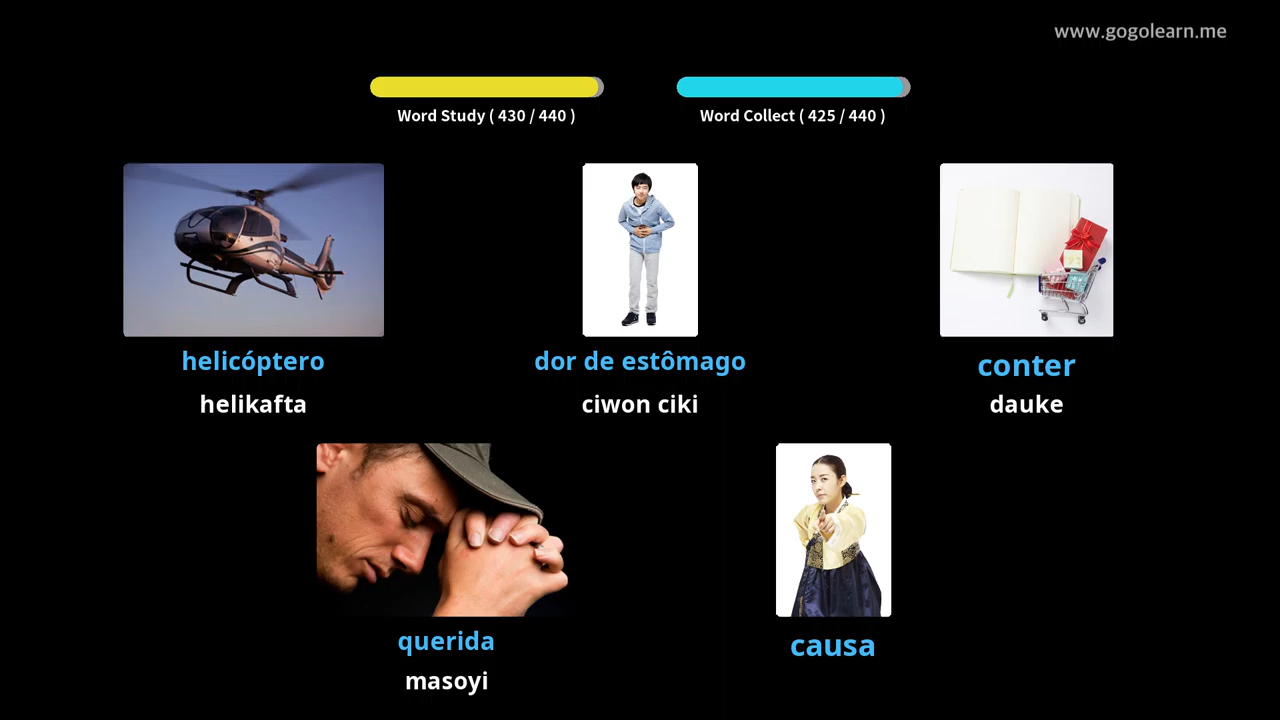 www.gogolearn.me
Word Study ( 430 / 440 )
Word Collect ( 425 / 440 )
helicóptero
helikafta
dor de estômago
ciwon ciki
conter
dauke
querida
masoyi
causa